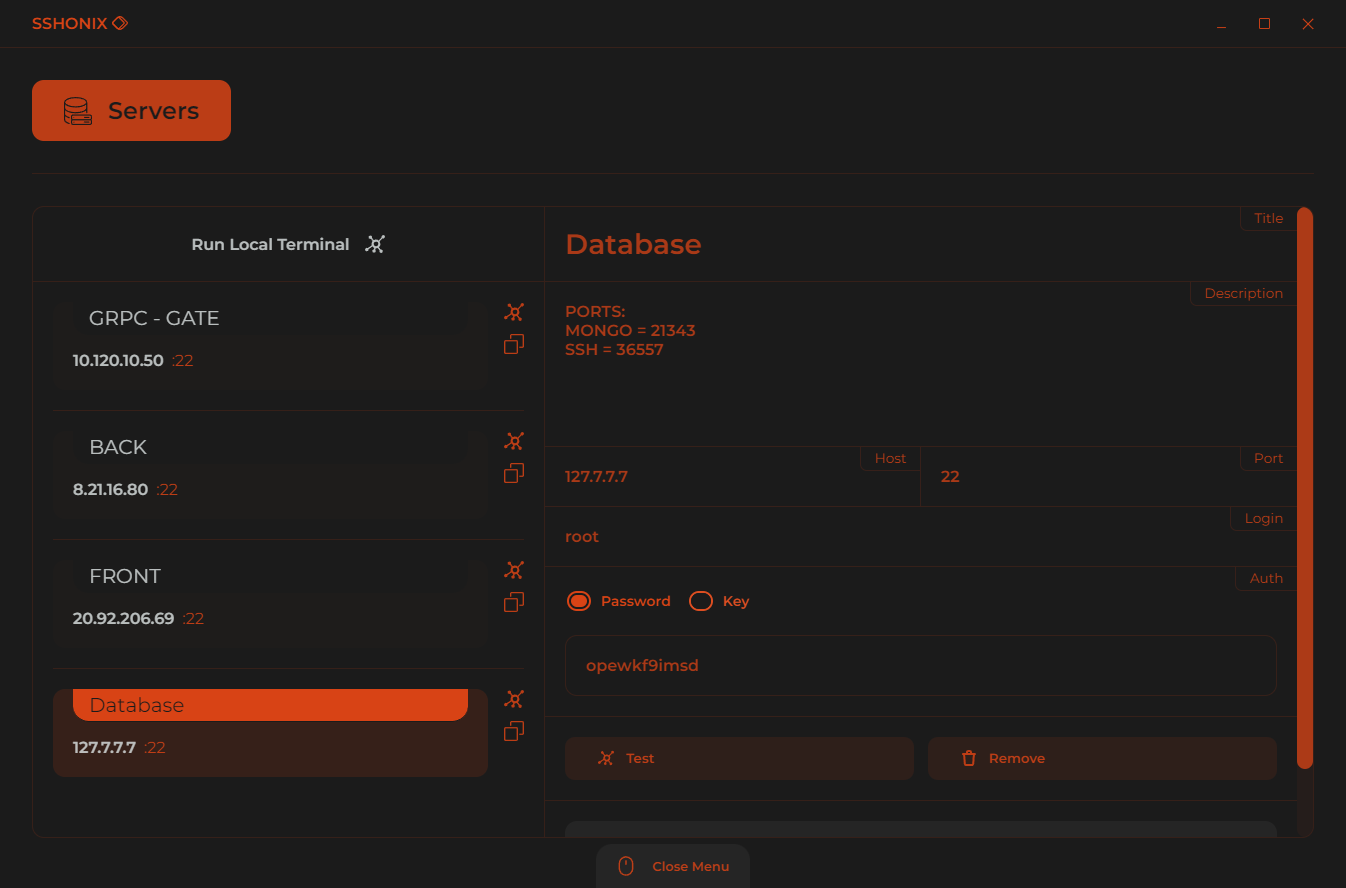 SSHONIX
Servers
Run Local Terminal
GRPC - GATE
10.120.10.50 :22
BACK
8.21.16.80 :22
FRONT
20.92.206.69 :22
Database
127.7.7.7 :22
Title
Database
Description
PORTS:
MONGO = 21343
SSH = 36557
Host
127.7.7.7
Port
22
Login
root
Auth
Password
Key
opewkf9imsd
Test
Remove
Close Menu